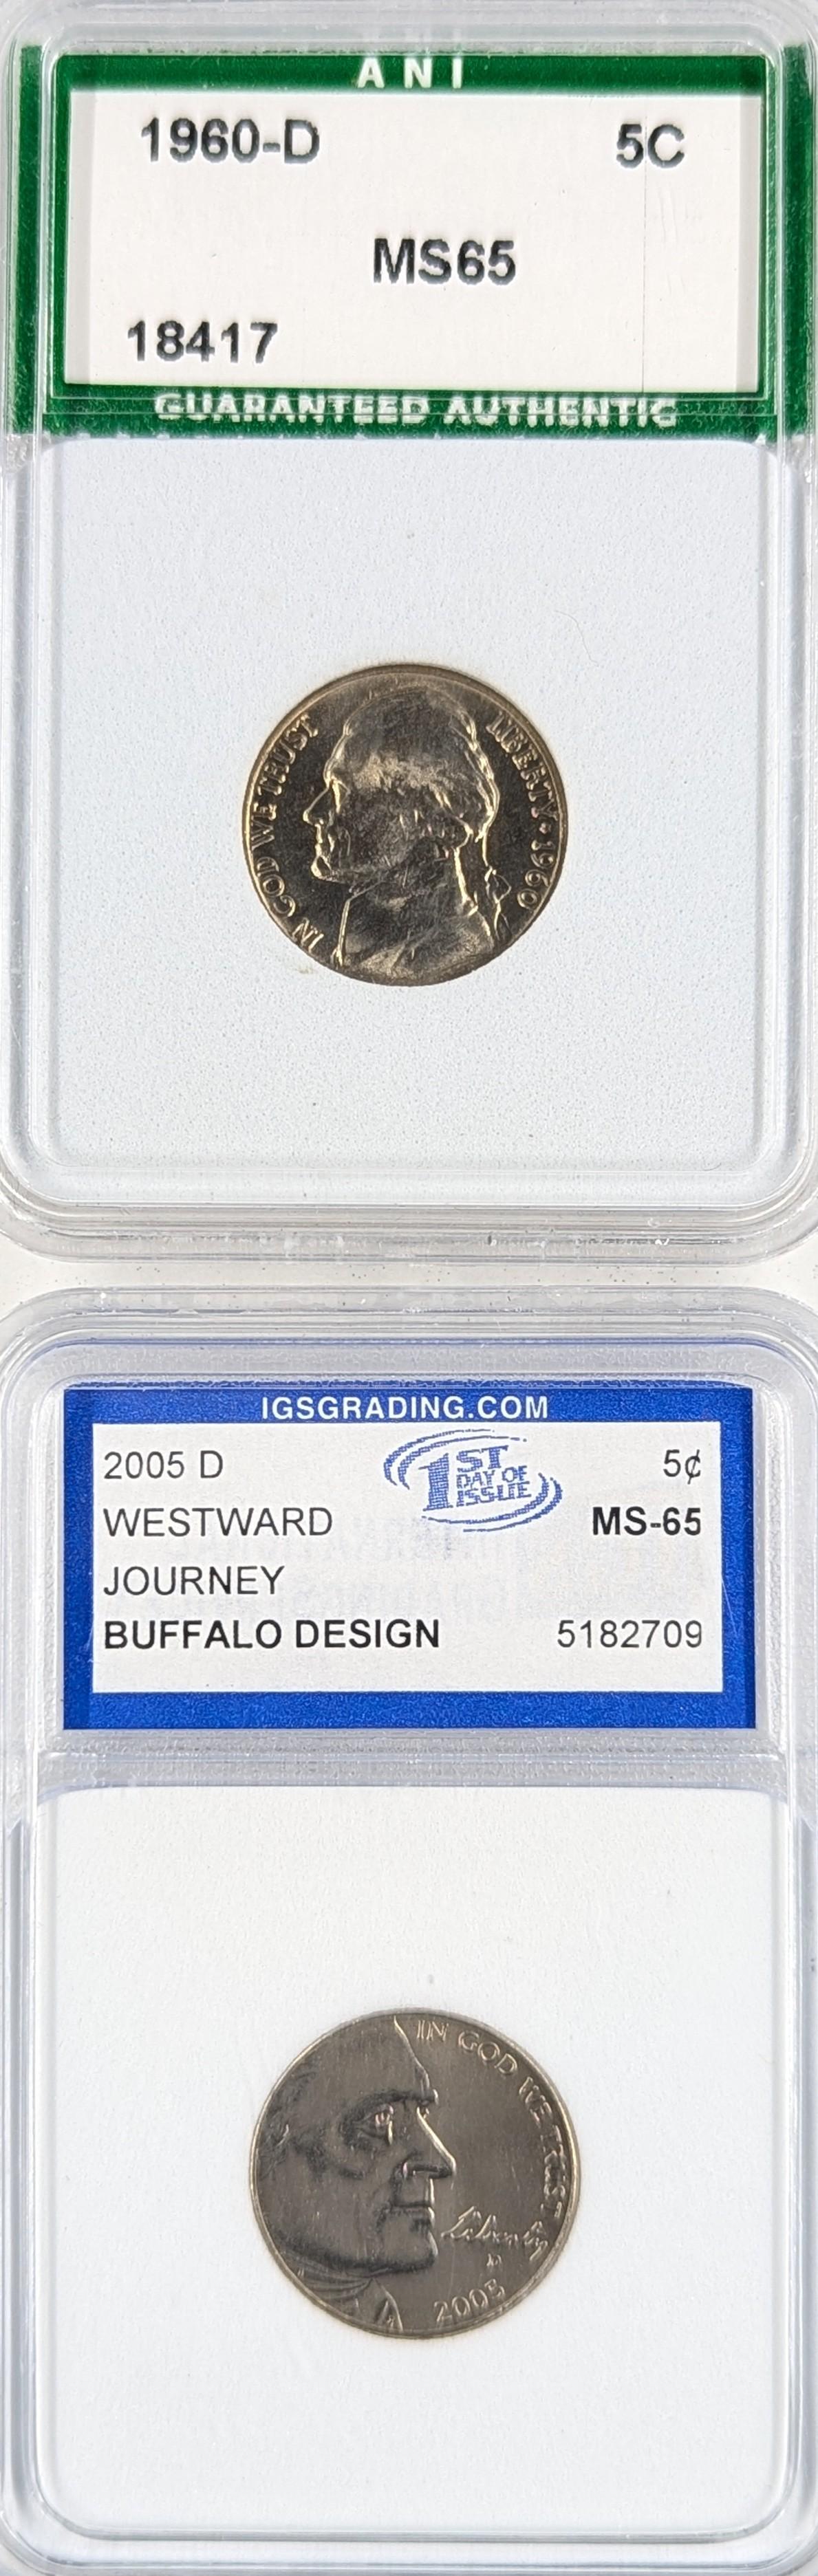 ANI
1960-D 5C
MS65
18417
GUARANTEED AUTHENTIC
IN GOD WE TRUST
LIBERTY ★ 1960
IGSGRADING.COM
2005 D 5¢
1ST DAY OF ISSUE
WESTWARD MS-65
JOURNEY
BUFFALO DESIGN 5182709
IN GOD WE TRUST
Liberty
D
2005